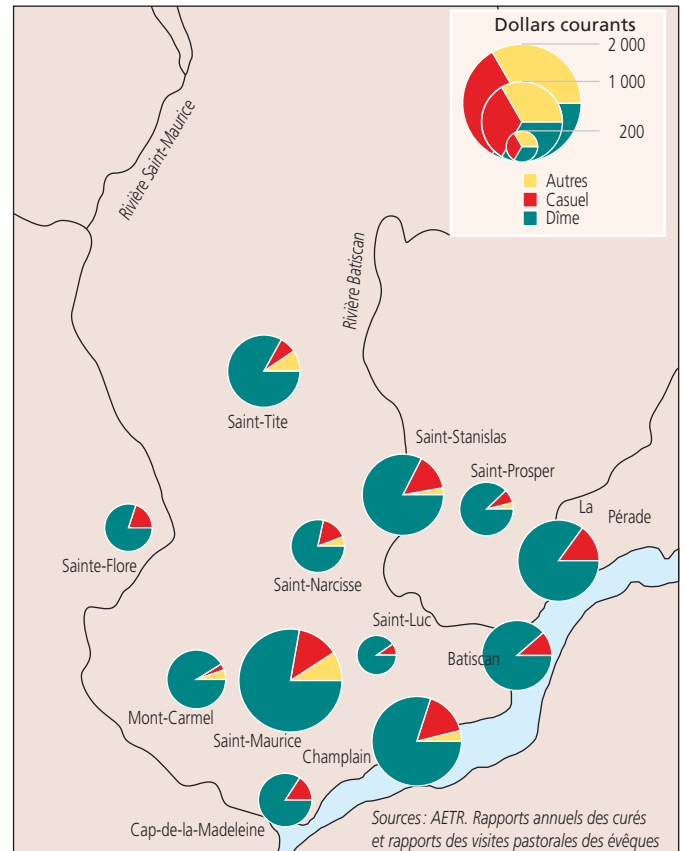 Dollars courants
2 000
1 000
200
Autres
Casuel
Dîme
Rivière Saint-Maurice
Rivière Batiscan
Saint-Tite
Saint-Stanislas
Saint-Prosper
La Pérade
Sainte-Flore
Saint-Narcisse
Saint-Luc
Batiscan
Mont-Carmel
Saint-Maurice
Champlain
Cap-de-la-Madeleine
Sources : AETR. Rapports annuels des curés
et rapports des visites pastorales des évêques